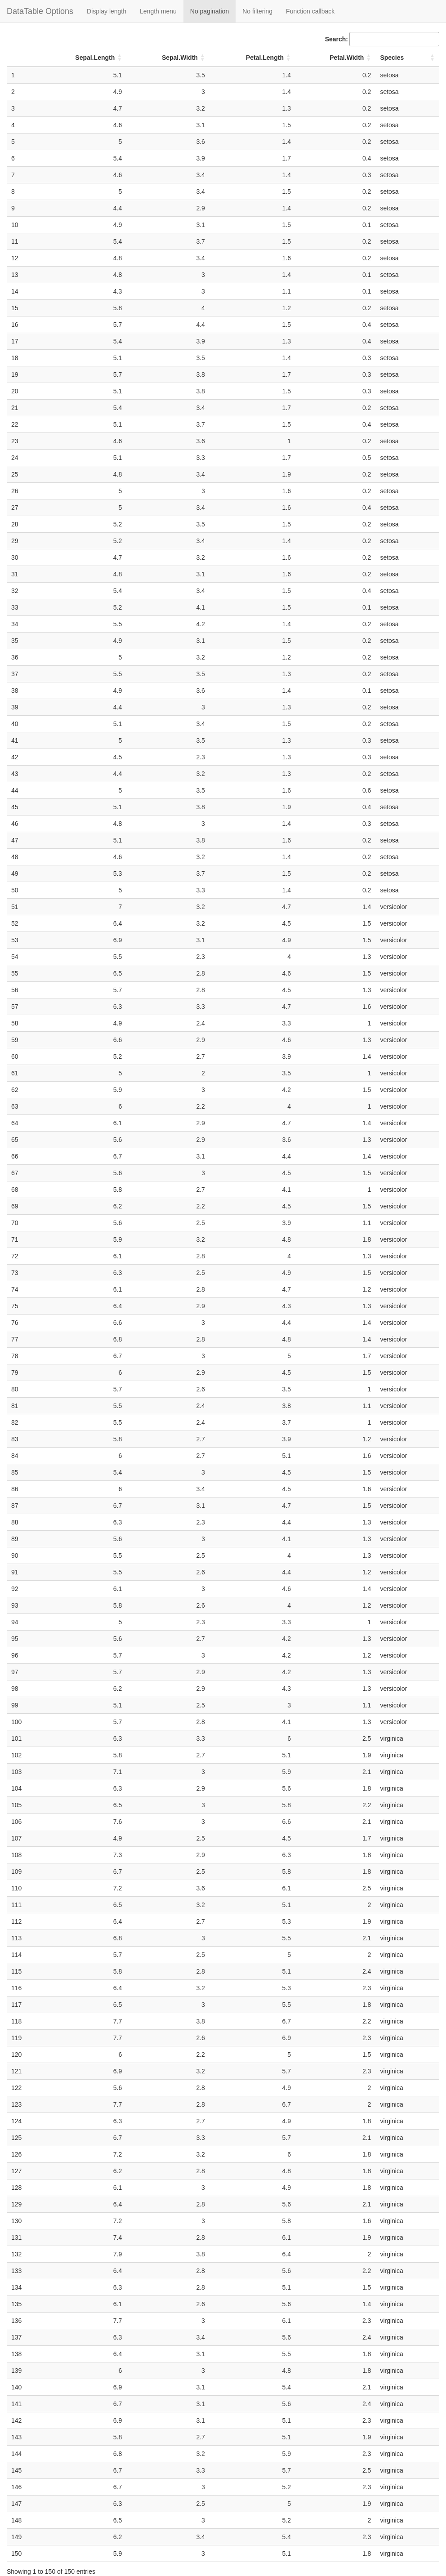 DataTable Options Display length Length menu No pagination No filtering Function callback
Search:
Sepal.Length Sepal.Width Petal.Length Petal.Width Species
1 5.1 3.5 1.4 0.2 setosa
2 4.9 3 1.4 0.2 setosa
3 4.7 3.2 1.3 0.2 setosa
4 4.6 3.1 1.5 0.2 setosa
5 5 3.6 1.4 0.2 setosa
6 5.4 3.9 1.7 0.4 setosa
7 4.6 3.4 1.4 0.3 setosa
8 5 3.4 1.5 0.2 setosa
9 4.4 2.9 1.4 0.2 setosa
10 4.9 3.1 1.5 0.1 setosa
11 5.4 3.7 1.5 0.2 setosa
12 4.8 3.4 1.6 0.2 setosa
13 4.8 3 1.4 0.1 setosa
14 4.3 3 1.1 0.1 setosa
15 5.8 4 1.2 0.2 setosa
16 5.7 4.4 1.5 0.4 setosa
17 5.4 3.9 1.3 0.4 setosa
18 5.1 3.5 1.4 0.3 setosa
19 5.7 3.8 1.7 0.3 setosa
20 5.1 3.8 1.5 0.3 setosa
21 5.4 3.4 1.7 0.2 setosa
22 5.1 3.7 1.5 0.4 setosa
23 4.6 3.6 1 0.2 setosa
24 5.1 3.3 1.7 0.5 setosa
25 4.8 3.4 1.9 0.2 setosa
26 5 3 1.6 0.2 setosa
27 5 3.4 1.6 0.4 setosa
28 5.2 3.5 1.5 0.2 setosa
29 5.2 3.4 1.4 0.2 setosa
30 4.7 3.2 1.6 0.2 setosa
31 4.8 3.1 1.6 0.2 setosa
32 5.4 3.4 1.5 0.4 setosa
33 5.2 4.1 1.5 0.1 setosa
34 5.5 4.2 1.4 0.2 setosa
35 4.9 3.1 1.5 0.2 setosa
36 5 3.2 1.2 0.2 setosa
37 5.5 3.5 1.3 0.2 setosa
38 4.9 3.6 1.4 0.1 setosa
39 4.4 3 1.3 0.2 setosa
40 5.1 3.4 1.5 0.2 setosa
41 5 3.5 1.3 0.3 setosa
42 4.5 2.3 1.3 0.3 setosa
43 4.4 3.2 1.3 0.2 setosa
44 5 3.5 1.6 0.6 setosa
45 5.1 3.8 1.9 0.4 setosa
46 4.8 3 1.4 0.3 setosa
47 5.1 3.8 1.6 0.2 setosa
48 4.6 3.2 1.4 0.2 setosa
49 5.3 3.7 1.5 0.2 setosa
50 5 3.3 1.4 0.2 setosa
51 7 3.2 4.7 1.4 versicolor
52 6.4 3.2 4.5 1.5 versicolor
53 6.9 3.1 4.9 1.5 versicolor
54 5.5 2.3 4 1.3 versicolor
55 6.5 2.8 4.6 1.5 versicolor
56 5.7 2.8 4.5 1.3 versicolor
57 6.3 3.3 4.7 1.6 versicolor
58 4.9 2.4 3.3 1 versicolor
59 6.6 2.9 4.6 1.3 versicolor
60 5.2 2.7 3.9 1.4 versicolor
61 5 2 3.5 1 versicolor
62 5.9 3 4.2 1.5 versicolor
63 6 2.2 4 1 versicolor
64 6.1 2.9 4.7 1.4 versicolor
65 5.6 2.9 3.6 1.3 versicolor
66 6.7 3.1 4.4 1.4 versicolor
67 5.6 3 4.5 1.5 versicolor
68 5.8 2.7 4.1 1 versicolor
69 6.2 2.2 4.5 1.5 versicolor
70 5.6 2.5 3.9 1.1 versicolor
71 5.9 3.2 4.8 1.8 versicolor
72 6.1 2.8 4 1.3 versicolor
73 6.3 2.5 4.9 1.5 versicolor
74 6.1 2.8 4.7 1.2 versicolor
75 6.4 2.9 4.3 1.3 versicolor
76 6.6 3 4.4 1.4 versicolor
77 6.8 2.8 4.8 1.4 versicolor
78 6.7 3 5 1.7 versicolor
79 6 2.9 4.5 1.5 versicolor
80 5.7 2.6 3.5 1 versicolor
81 5.5 2.4 3.8 1.1 versicolor
82 5.5 2.4 3.7 1 versicolor
83 5.8 2.7 3.9 1.2 versicolor
84 6 2.7 5.1 1.6 versicolor
85 5.4 3 4.5 1.5 versicolor
86 6 3.4 4.5 1.6 versicolor
87 6.7 3.1 4.7 1.5 versicolor
88 6.3 2.3 4.4 1.3 versicolor
89 5.6 3 4.1 1.3 versicolor
90 5.5 2.5 4 1.3 versicolor
91 5.5 2.6 4.4 1.2 versicolor
92 6.1 3 4.6 1.4 versicolor
93 5.8 2.6 4 1.2 versicolor
94 5 2.3 3.3 1 versicolor
95 5.6 2.7 4.2 1.3 versicolor
96 5.7 3 4.2 1.2 versicolor
97 5.7 2.9 4.2 1.3 versicolor
98 6.2 2.9 4.3 1.3 versicolor
99 5.1 2.5 3 1.1 versicolor
100 5.7 2.8 4.1 1.3 versicolor
101 6.3 3.3 6 2.5 virginica
102 5.8 2.7 5.1 1.9 virginica
103 7.1 3 5.9 2.1 virginica
104 6.3 2.9 5.6 1.8 virginica
105 6.5 3 5.8 2.2 virginica
106 7.6 3 6.6 2.1 virginica
107 4.9 2.5 4.5 1.7 virginica
108 7.3 2.9 6.3 1.8 virginica
109 6.7 2.5 5.8 1.8 virginica
110 7.2 3.6 6.1 2.5 virginica
111 6.5 3.2 5.1 2 virginica
112 6.4 2.7 5.3 1.9 virginica
113 6.8 3 5.5 2.1 virginica
114 5.7 2.5 5 2 virginica
115 5.8 2.8 5.1 2.4 virginica
116 6.4 3.2 5.3 2.3 virginica
117 6.5 3 5.5 1.8 virginica
118 7.7 3.8 6.7 2.2 virginica
119 7.7 2.6 6.9 2.3 virginica
120 6 2.2 5 1.5 virginica
121 6.9 3.2 5.7 2.3 virginica
122 5.6 2.8 4.9 2 virginica
123 7.7 2.8 6.7 2 virginica
124 6.3 2.7 4.9 1.8 virginica
125 6.7 3.3 5.7 2.1 virginica
126 7.2 3.2 6 1.8 virginica
127 6.2 2.8 4.8 1.8 virginica
128 6.1 3 4.9 1.8 virginica
129 6.4 2.8 5.6 2.1 virginica
130 7.2 3 5.8 1.6 virginica
131 7.4 2.8 6.1 1.9 virginica
132 7.9 3.8 6.4 2 virginica
133 6.4 2.8 5.6 2.2 virginica
134 6.3 2.8 5.1 1.5 virginica
135 6.1 2.6 5.6 1.4 virginica
136 7.7 3 6.1 2.3 virginica
137 6.3 3.4 5.6 2.4 virginica
138 6.4 3.1 5.5 1.8 virginica
139 6 3 4.8 1.8 virginica
140 6.9 3.1 5.4 2.1 virginica
141 6.7 3.1 5.6 2.4 virginica
142 6.9 3.1 5.1 2.3 virginica
143 5.8 2.7 5.1 1.9 virginica
144 6.8 3.2 5.9 2.3 virginica
145 6.7 3.3 5.7 2.5 virginica
146 6.7 3 5.2 2.3 virginica
147 6.3 2.5 5 1.9 virginica
148 6.5 3 5.2 2 virginica
149 6.2 3.4 5.4 2.3 virginica
150 5.9 3 5.1 1.8 virginica
Showing 1 to 150 of 150 entries